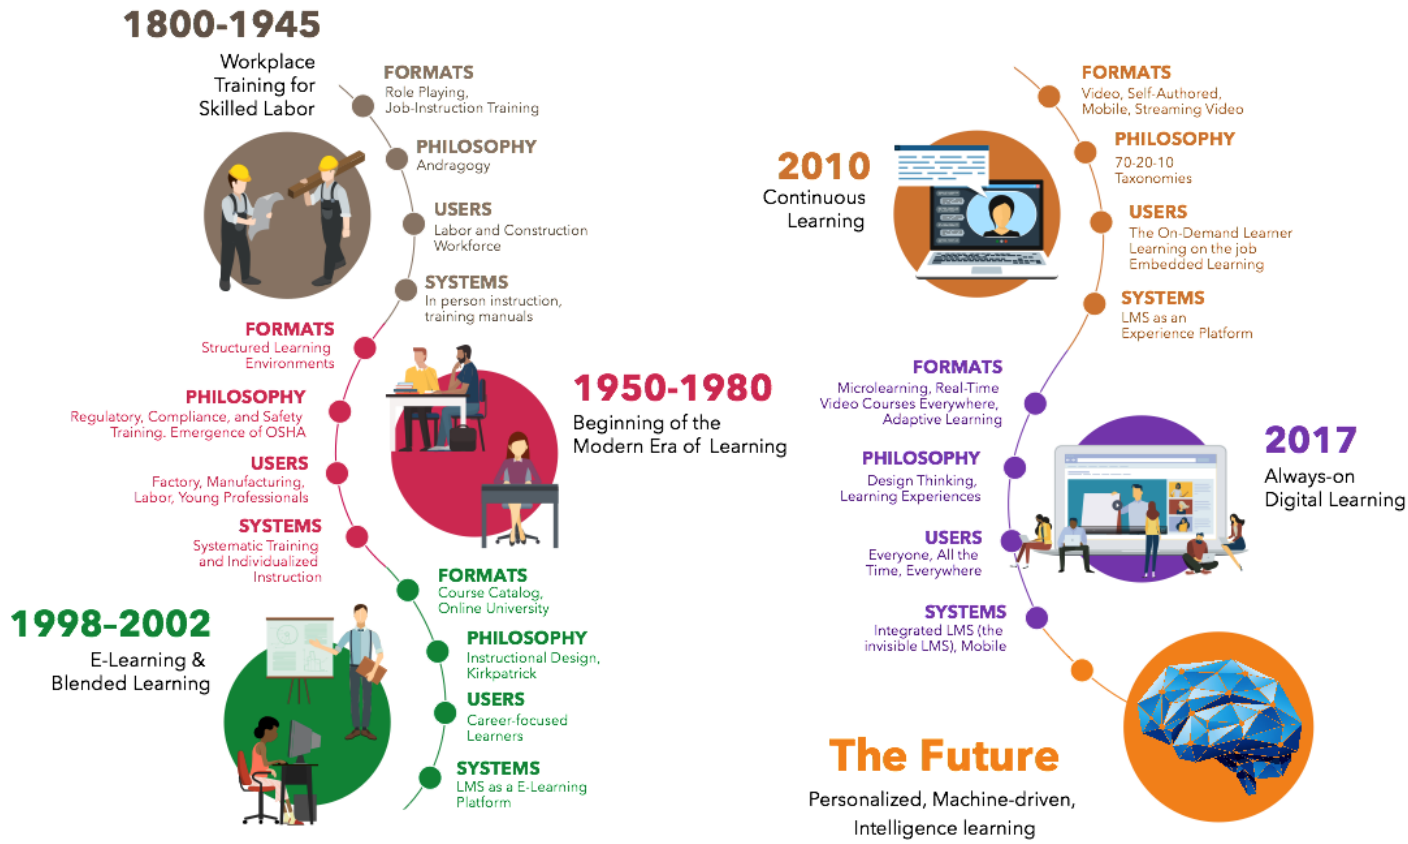 1800-1945
Workplace
Training for
Skilled Labor
FORMATS
Role Playing,
Job-Instruction Training
PHILOSOPHY
Andragogy
USERS
Labor and Construction
Workforce
SYSTEMS
In person instruction,
training manuals
FORMATS
Structured Learning
Environments
PHILOSOPHY
Regulatory, Compliance, and Safety
Training. Emergence of OSHA
USERS
Factory, Manufacturing,
Labor, Young Professionals
SYSTEMS
Systematic Training
and Individualized
Instruction
1950-1980
Beginning of the
Modern Era of Learning
1998–2002
E-Learning &
Blended Learning
FORMATS
Course Catalog,
Online University
PHILOSOPHY
Instructional Design,
Kirkpatrick
USERS
Career-focused
Learners
SYSTEMS
LMS as a E-Learning
Platform
2010
Continuous
Learning
FORMATS
Video, Self-Authored,
Mobile, Streaming Video
PHILOSOPHY
70-20-10
Taxonomies
USERS
The On-Demand Learner
Learning on the job
Embedded Learning
SYSTEMS
LMS as an
Experience Platform
FORMATS
Microlearning, Real-Time
Video Courses Everywhere,
Adaptive Learning
PHILOSOPHY
Design Thinking,
Learning Experiences
USERS
Everyone, All the
Time, Everywhere
SYSTEMS
Integrated LMS (the
invisible LMS), Mobile
2017
Always-on
Digital Learning
The Future
Personalized, Machine-driven,
Intelligence learning